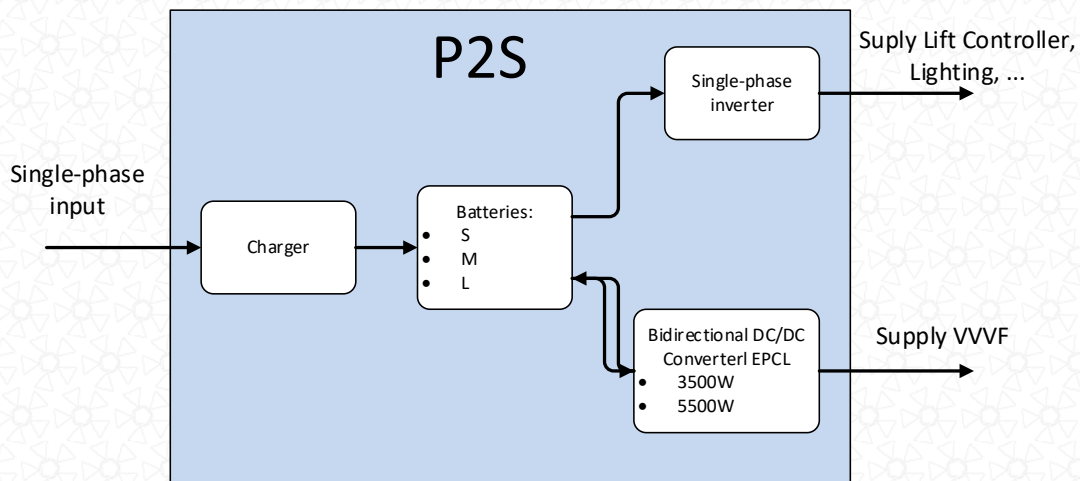 P2S
Suply Lift Controller,
Lighting, ...
Single-phase
inverter
Single-phase
input
Charger
Batteries:
• S
• M
• L
Bidirectional DC/DC
Converterl EPCL
• 3500W
• 5500W
Supply VVVF